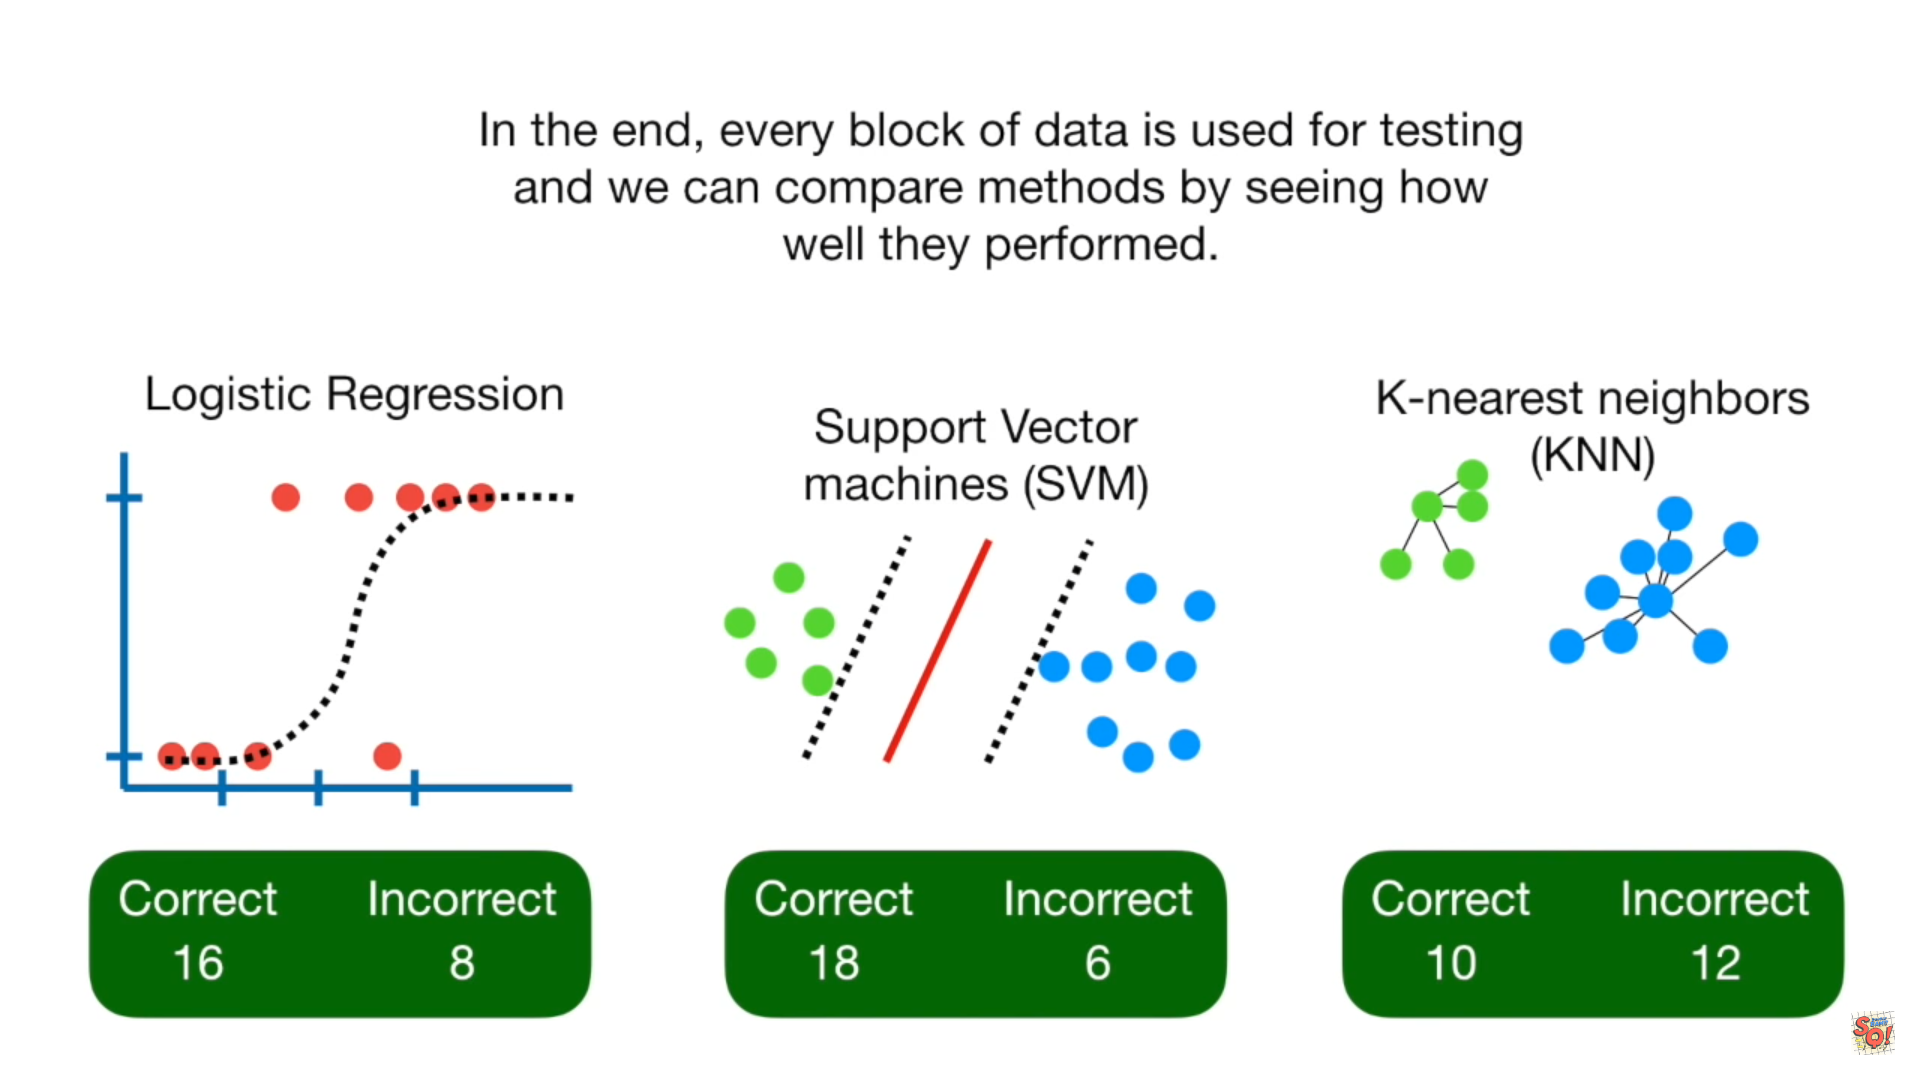 In the end, every block of data is used for testing
and we can compare methods by seeing how
well they performed.
Logistic Regression
Support Vector
machines (SVM)
K-nearest neighbors
(KNN)
Correct Incorrect
16 8
Correct Incorrect
18 6
Correct Incorrect
10 12
SQ!